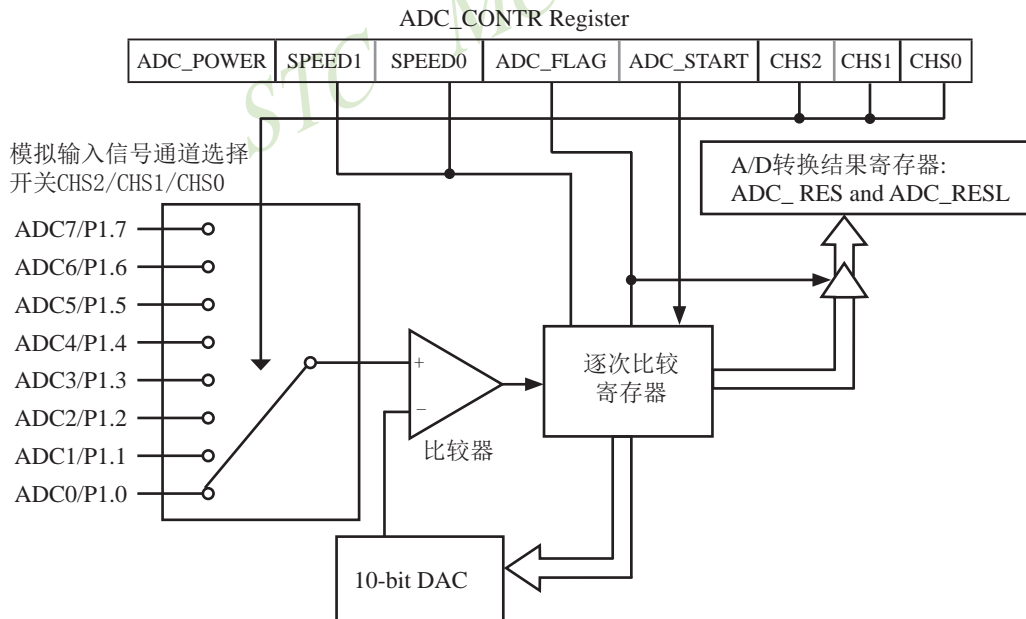 ADC_CONTR Register
ADC_POWER SPEED1 SPEED0 ADC_FLAG ADC_START CHS2 CHS1 CHS0
STC
模拟输入信号通道选择
开关CHS2/CHS1/CHS0
A/D转换结果寄存器:
ADC_ RES and ADC_RESL
ADC7/P1.7
ADC6/P1.6
ADC5/P1.5
ADC4/P1.4
ADC3/P1.3
ADC2/P1.2
ADC1/P1.1
ADC0/P1.0
+
−
比较器
逐次比较
寄存器
10-bit DAC